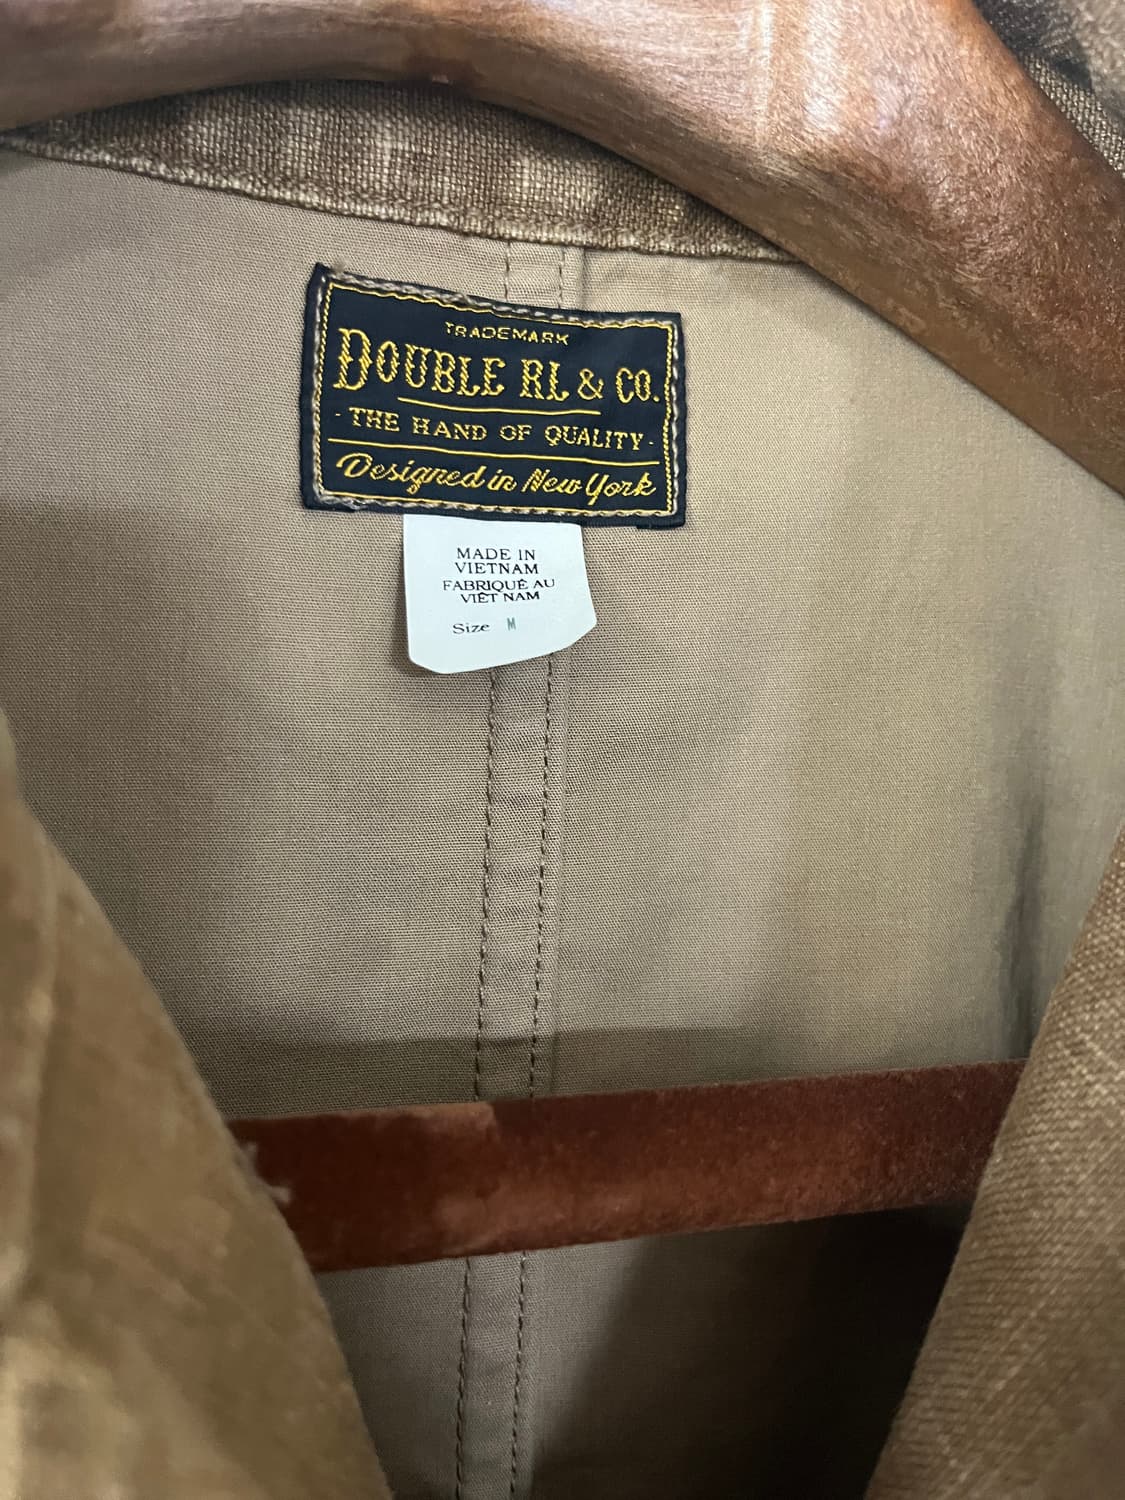 TRADEMARK
DOUBLE RL & CO.
- THE HAND OF QUALITY -
Designed in New York
MADE IN
VIETNAM
FABRIQUÉ AU
VIÊT NAM
Size M